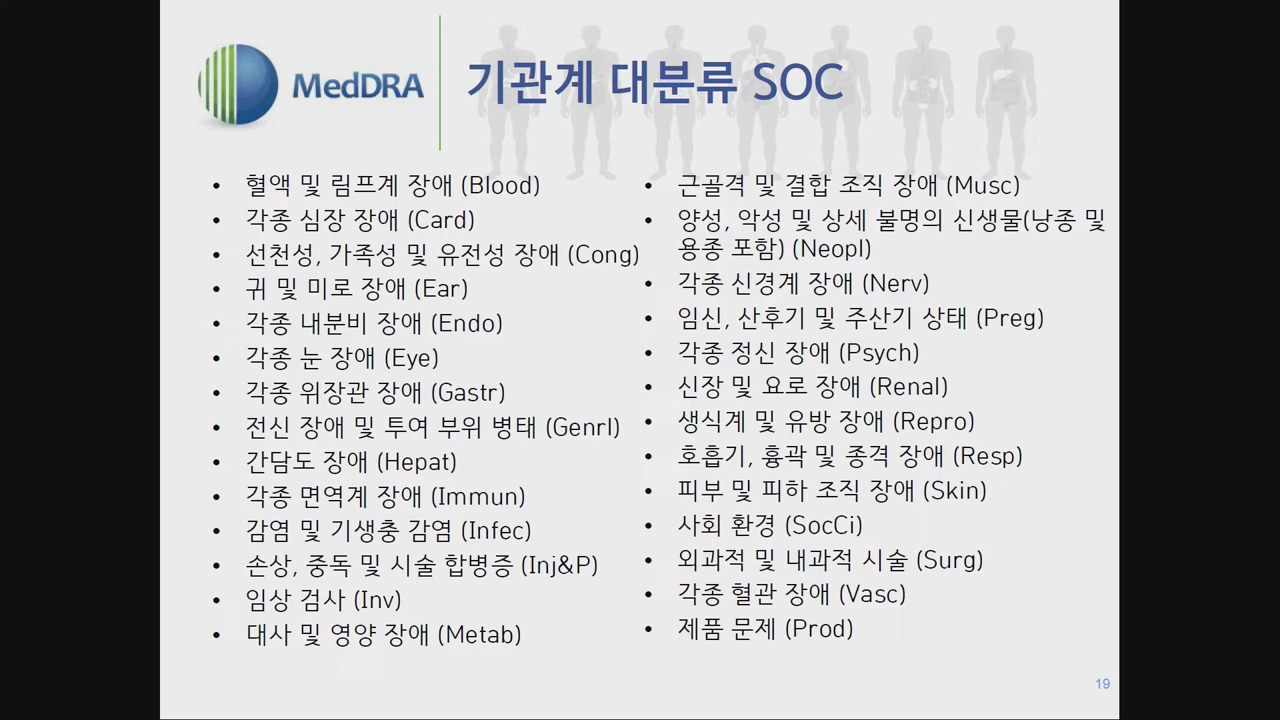 MedDRA
기관계 대분류 SOC
• 혈액 및 림프계 장애 (Blood)
• 각종 심장 장애 (Card)
• 선천성, 가족성 및 유전성 장애 (Cong)
• 귀 및 미로 장애 (Ear)
• 각종 내분비 장애 (Endo)
• 각종 눈 장애 (Eye)
• 각종 위장관 장애 (Gastr)
• 전신 장애 및 투여 부위 병태 (Genrl)
• 간담도 장애 (Hepat)
• 각종 면역계 장애 (Immun)
• 감염 및 기생충 감염 (Infec)
• 손상, 중독 및 시술 합병증 (Inj&P)
• 임상 검사 (Inv)
• 대사 및 영양 장애 (Metab)
• 근골격 및 결합 조직 장애 (Musc)
• 양성, 악성 및 상세 불명의 신생물(낭종 및
용종 포함) (Neopl)
• 각종 신경계 장애 (Nerv)
• 임신, 산후기 및 주산기 상태 (Preg)
• 각종 정신 장애 (Psych)
• 신장 및 요로 장애 (Renal)
• 생식계 및 유방 장애 (Repro)
• 호흡기, 흉곽 및 종격 장애 (Resp)
• 피부 및 피하 조직 장애 (Skin)
• 사회 환경 (SocCi)
• 외과적 및 내과적 시술 (Surg)
• 각종 혈관 장애 (Vasc)
• 제품 문제 (Prod)
19